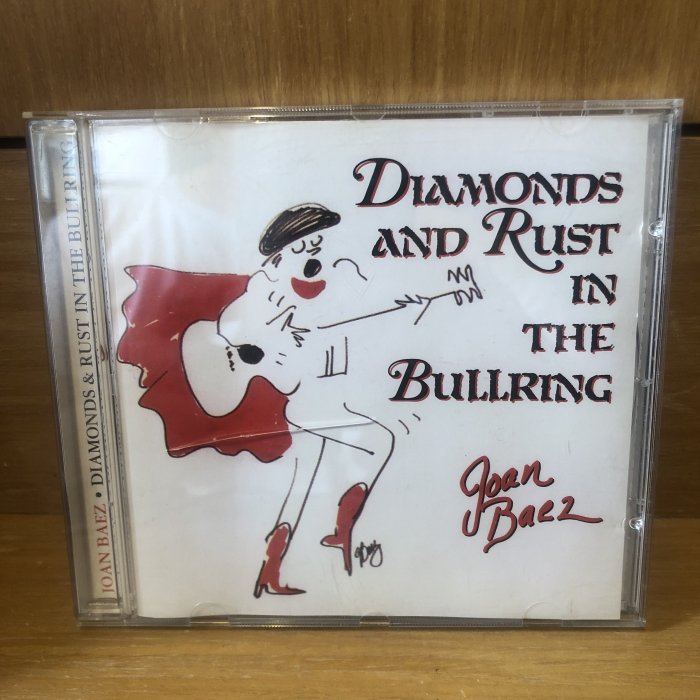 JOAN BAEZ • DIAMONDS & RUST IN THE BULLRING
DIAMONDS
AND RUST
IN
THE
BULLRING
Joan
Baez